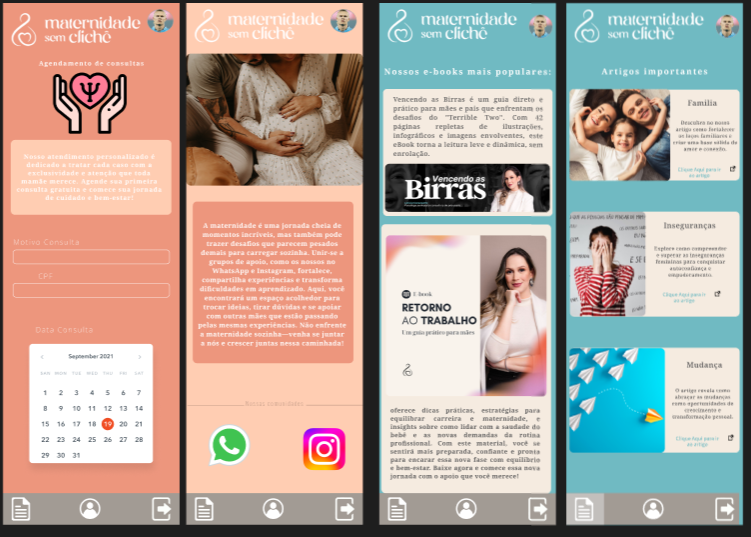 maternidade
sem clichê
Agendamento de consultas
Nosso atendimento personalizado é
dedicado a tratar cada caso com a
exclusividade e atenção que toda
mamãe merece. Agende sua primeira
consulta gratuita e comece sua jornada
de cuidado e bem-estar!
Motivo Consulta
CPF
Data Consulta
September 2021
SUN MON TUE WED THU FRI SAT
1 2 3 4 5 6 7
8 9 10 11 12 13 14
15 16 17 18 19 20 21
22 23 24 25 26 27 28
29 30 31
maternidade
sem clichê
A maternidade é uma jornada cheia de
momentos incríveis, mas também pode
trazer desafios que parecem pesados
demais para carregar sozinha. Unir-se a
grupos de apoio, como os nossos no
WhatsApp e Instagram, fortalece,
compartilha experiências e transforma
dificuldades em aprendizado. Aqui, você
encontrará um espaço acolhedor para
trocar ideias, tirar dúvidas e se apoiar
com outras mães que estão passando
pelas mesmas experiências. Não enfrente
a maternidade sozinha—venha se juntar
a nós e crescer juntas nessa caminhada!
Nossas comunidades
maternidade
sem clichê
Nossos e-books mais populares:
Vencendo as Birras é um guia direto e
prático para mães e pais que enfrentam os
desafios do "Terrible Two". Com 42
páginas repletas de ilustrações,
infográficos e imagens envolventes, este
eBook torna a leitura leve e dinâmica, sem
enrolação.
Vencendo as
Birras
E-book
RETORNO
AO TRABALHO
Um guia prático para mães
oferece dicas práticas, estratégias para
equilibrar carreira e maternidade, e
insights sobre como lidar com a saudade do
bebê e as novas demandas da rotina
profissional. Com este material, você se
sentirá mais preparada, confiante e pronta
para encarar essa nova fase com equilíbrio
e bem-estar. Baixe agora e comece essa nova
jornada com o apoio que você merece!
maternidade
sem clichê
Artigos importantes
Família
Descubra no nosso
artigo como fortalecer
os laços familiares e
criar uma base sólida de
amor e conexão.
Clique Aqui para ir
ao artigo
Inseguranças
Explore como compreender
e superar as inseguranças
femininas para conquistar
autoconfiança e
empoderamento.
Clique Aqui para ir
ao artigo
Mudança
O artigo revela como
abraçar as mudanças
como oportunidades de
crescimento e
transformação pessoal.
Clique Aqui para ir
ao artigo